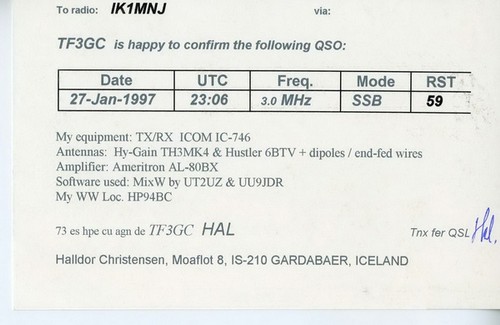 To radio: IK1MNJ via:
TF3GC is happy to confirm the following QSO:
Date UTC Freq. Mode RST
27-Jan-1997 23:06 3.0 MHz SSB 59
My equipment: TX/RX ICOM IC-746
Antennas: Hy-Gain TH3MK4 & Hustler 6BTV + dipoles / end-fed wires
Amplifier: Ameritron AL-80BX
Software used: MixW by UT2UZ & UU9JDR
My WW Loc. HP94BC
73 es hpe cu agn de TF3GC HAL Tnx fer QSL Hal.
Halldor Christensen, Moaflot 8, IS-210 GARDABAER, ICELAND